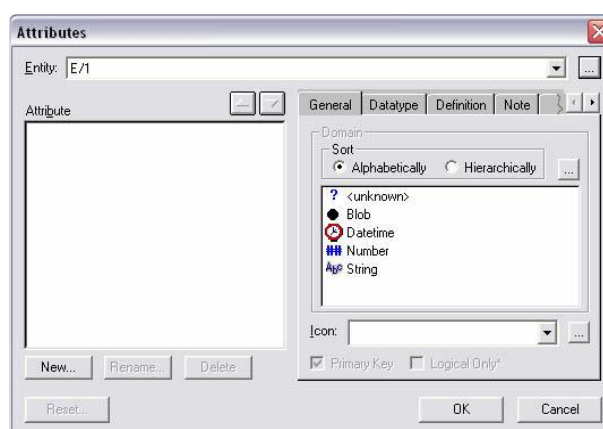 Attributes
Entity: E/1 ...
Attribute
General Datatype Definition Note
Domain
Sort
Alphabetically Hierarchically ...
? <unknown>
Blob
Datetime
Number
Abc String
Icon: ...
New... Rename... Delete
Primary Key Logical Only*
Reset... OK Cancel